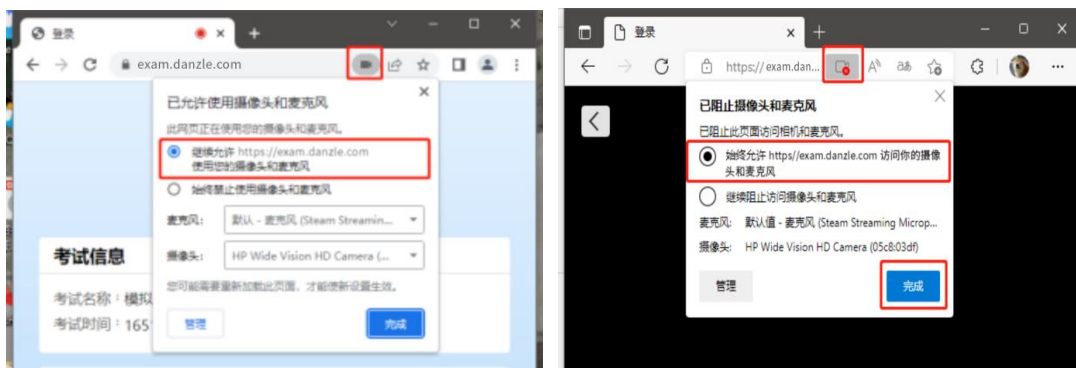 登录
exam.danzle.com
已允许使用摄像头和麦克风
此网页正在使用您的摄像头和麦克风。
继续允许 https://exam.danzle.com
使用您的摄像头和麦克风
始终禁止使用摄像头和麦克风
麦克风: 默认 - 麦克风 (Steam Streamin...
摄像头: HP Wide Vision HD Camera (...
您可能需要重新加载此页面，才能使新设置生效。
管理 完成
考试信息
考试名称：模拟
考试时间：165
登录
https://exam.dan...
已阻止摄像头和麦克风
已阻止此页面访问相机和麦克风。
始终允许 https//exam.danzle.com 访问你的摄像
头和麦克风
继续阻止访问摄像头和麦克风
麦克风: 默认值 - 麦克风 (Steam Streaming Microp...
摄像头: HP Wide Vision HD Camera (05c8:03df)
管理 完成